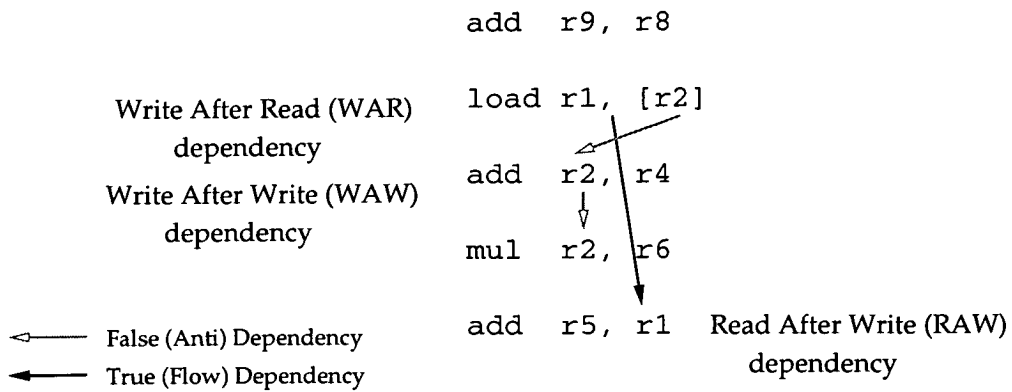 add r9, r8
load r1, [r2]
Write After Read (WAR)
dependency
add r2, r4
Write After Write (WAW)
dependency
mul r2, r6
add r5, r1
Read After Write (RAW)
dependency
False (Anti) Dependency
True (Flow) Dependency